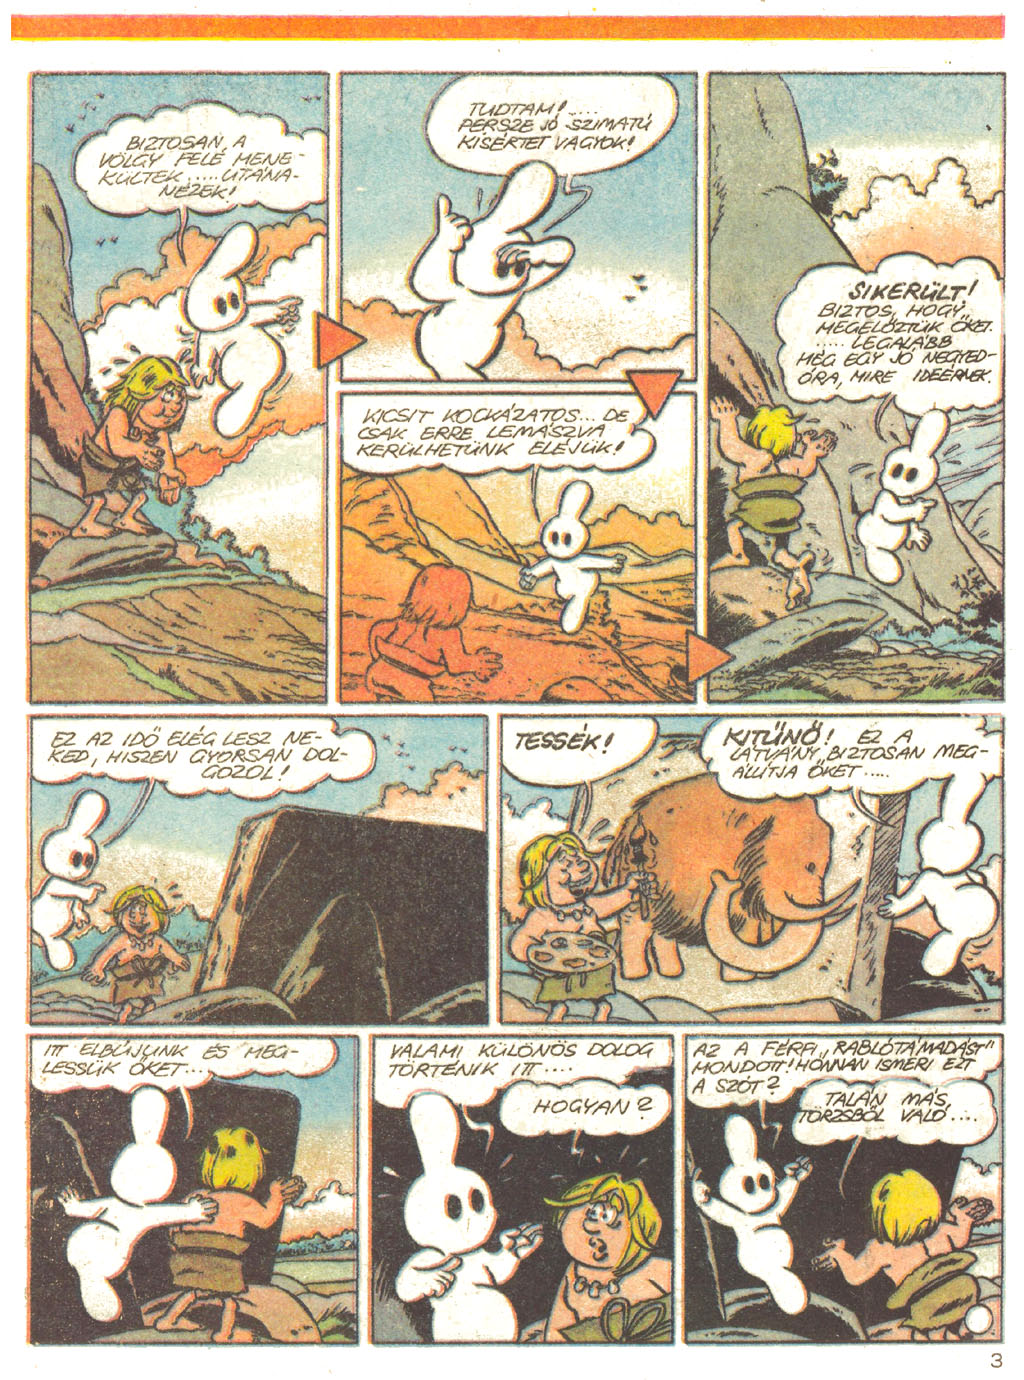 BIZTOSAN A
VÖLGY FELÉ MENE-
KÜLTEK.....UTÁNA-
NÉZEK!
TUDTAM!.....
PERSZE JÓ SZIMATÚ
KÍSÉRTET VAGYOK!
KICSIT KOCKÁZATOS...DE
CSAK ERRE LEMÁSZVA
KERÜLHETÜNK ELÉJÜK!
SIKERÜLT!
BIZTOS, HOGY
MEGELŐZTÜK ŐKET.
.....LEGALÁBB
MÉG EGY JÓ NEGYED-
ÓRA, MIRE IDEÉRNEK.
EZ AZ IDŐ ELÉG LESZ NE-
KED, HISZEN GYORSAN DOL-
GOZOL!
TESSÉK!
KITŰNŐ! EZ A
LÁTVÁNY BIZTOSAN MEG-
ÁLLÍTJA ŐKET.....
ITT ELBÚJUNK ÉS MEG-
LESSÜK ŐKET...
VALAMI KÜLÖNÖS DOLOG
TÖRTÉNIK ITT....
HOGYAN?
AZ A FÉRFI „RABLÓTÁMADÁST"
MONDOTT! HONNAN ISMERI EZT
A SZÓT?
TALÁN MÁS
TÖRZSBŐL VALÓ....
3